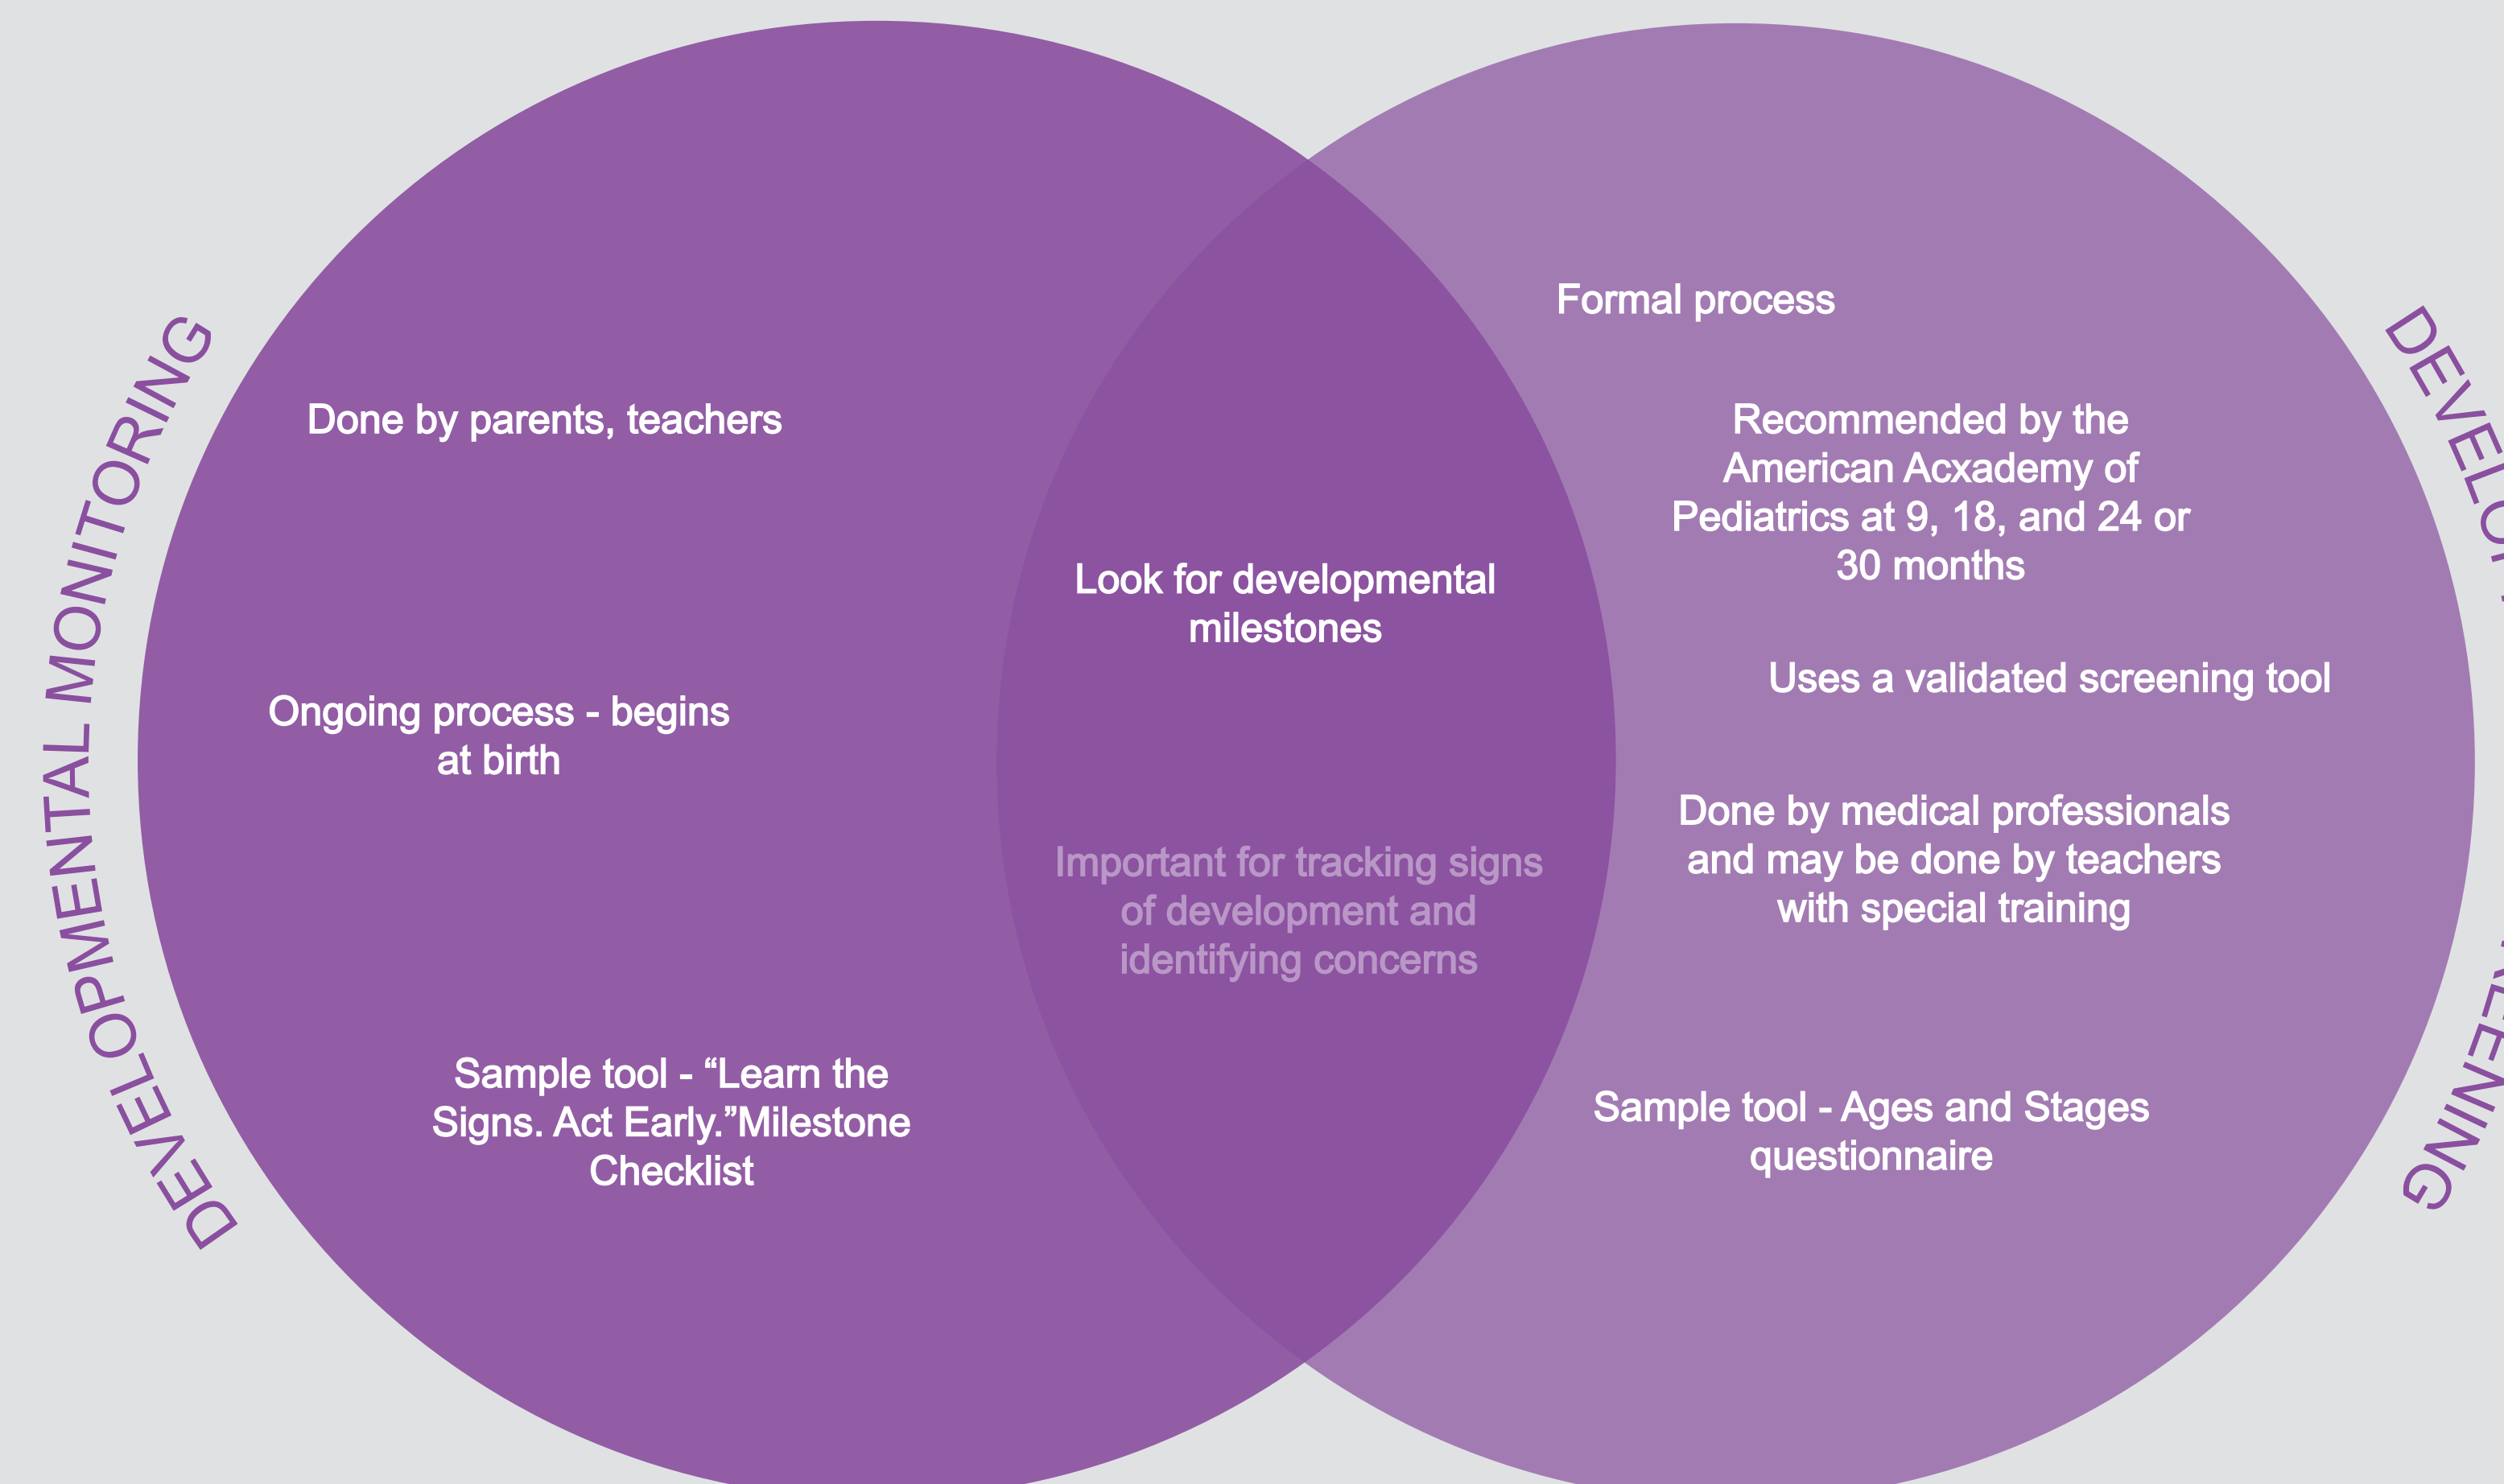 DEVELOPMENTAL MONITORING
Done by parents, teachers
Ongoing process - begins
at birth
Sample tool - “Learn the
Signs. Act Early.”Milestone
Checklist
Look for developmental
milestones
Important for tracking signs
of development and
identifying concerns
Formal process
Recommended by the
American Acxademy of
Pediatrics at 9, 18, and 24 or
30 months
Uses a validated screening tool
Done by medical professionals
and may be done by teachers
with special training
Sample tool - Ages and Stages
questionnaire